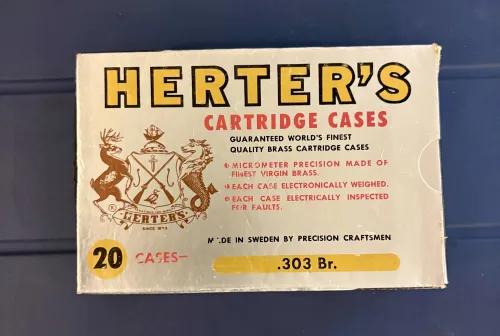 HERTER'S
CARTRIDGE CASES
GUARANTEED WORLD'S FINEST
QUALITY BRASS CARTRIDGE CASES
MICROMETER PRECISION MADE OF
FINEST VIRGIN BRASS.
EACH CASE ELECTRONICALLY WEIGHED.
EACH CASE ELECTRICALLY INSPECTED
FOR FAULTS.
HERTERS
SINCE 1893
MADE IN SWEDEN BY PRECISION CRAFTSMEN
20 CASES— .303 Br.